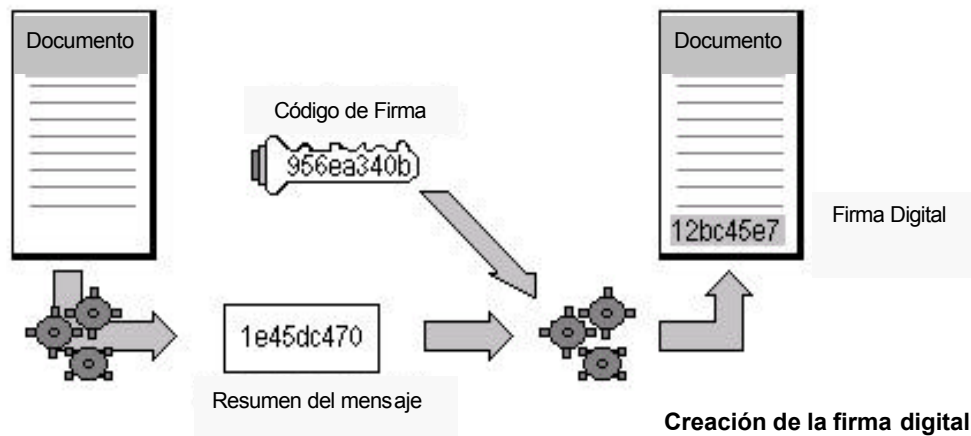 Documento
Documento
Código de Firma
956ea340b
12bc45e7
Firma Digital
1e45dc470
Resumen del mensaje
Creación de la firma digital